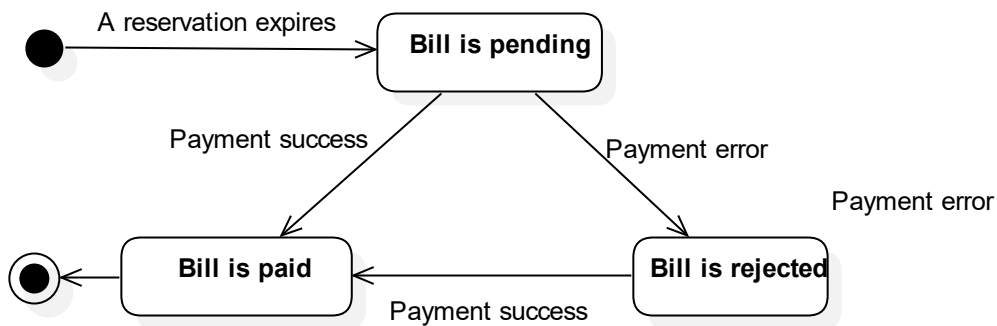 A reservation expires
Bill is pending
Payment success
Payment error
Payment error
Bill is paid
Bill is rejected
Payment success